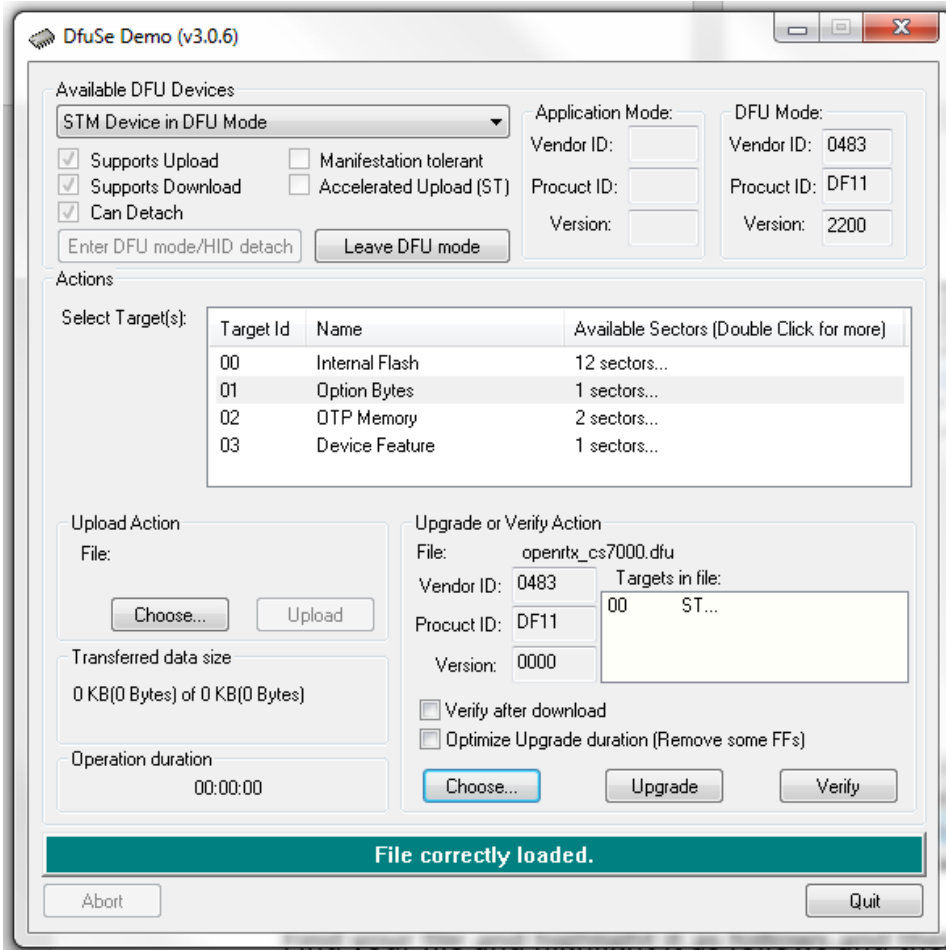 DfuSe Demo (v3.0.6)
Available DFU Devices
STM Device in DFU Mode
Supports Upload
Manifestation tolerant
Supports Download
Accelerated Upload (ST)
Can Detach
Enter DFU mode/HID detach
Leave DFU mode
Application Mode:
Vendor ID:
Procuct ID:
Version:
DFU Mode:
Vendor ID: 0483
Procuct ID: DF11
Version: 2200
Actions
Select Target(s):
Target Id Name Available Sectors (Double Click for more)
00 Internal Flash 12 sectors...
01 Option Bytes 1 sectors...
02 OTP Memory 2 sectors...
03 Device Feature 1 sectors...
Upload Action
File:
Choose... Upload
Transferred data size
0 KB(0 Bytes) of 0 KB(0 Bytes)
Operation duration
00:00:00
Upgrade or Verify Action
File: openrtx_cs7000.dfu
Vendor ID: 0483
Procuct ID: DF11
Version: 0000
Targets in file:
00 ST...
Verify after download
Optimize Upgrade duration (Remove some FFs)
Choose... Upgrade Verify
File correctly loaded.
Abort Quit